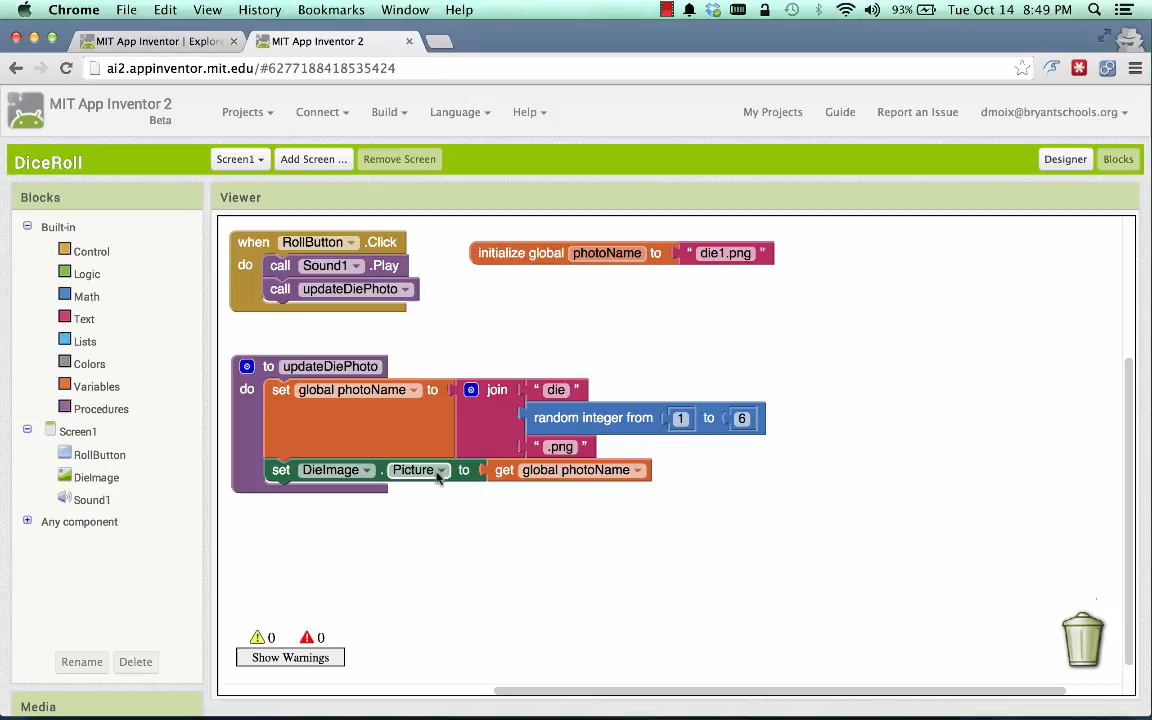 Chrome File Edit View History Bookmarks Window Help 93% Tue Oct 14 8:49 PM
MIT App Inventor | Explore MIT App Inventor 2
ai2.appinventor.mit.edu/#6277188418535424
MIT App Inventor 2
Beta
Projects Connect Build Language Help My Projects Guide Report an Issue dmoix@bryantschools.org
DiceRoll Screen1 Add Screen ... Remove Screen Designer Blocks
Blocks Viewer
Built-in
Control
Logic
Math
Text
Lists
Colors
Variables
Procedures
Screen1
RollButton
DieImage
Sound1
Any component
Rename Delete
Media
when RollButton .Click
do call Sound1 .Play
call updateDiePhoto
initialize global photoName to “ die1.png ”
to updateDiePhoto
do set global photoName to join “ die ”
random integer from 1 to 6
“ .png ”
set DieImage . Picture to get global photoName
0 0
Show Warnings